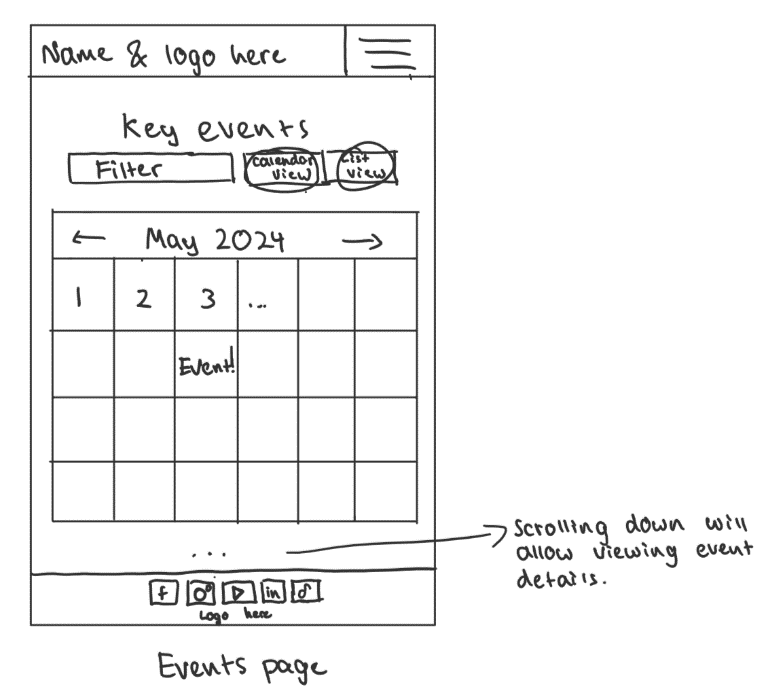 Name & logo here
Key events
Filter
Calendar
view
List
view
← May 2024 →
1 2 3 ...
Event!
...
Scrolling down will
allow viewing event
details.
f in
Logo here
Events page